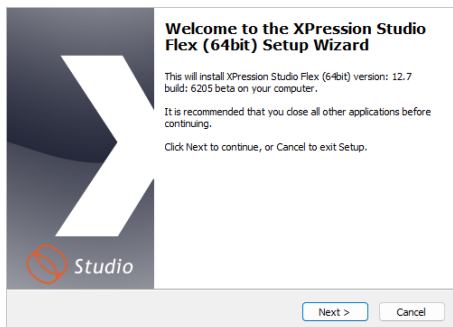 Welcome to the XPression Studio
Flex (64bit) Setup Wizard
This will install XPression Studio Flex (64bit) version: 12.7
build: 6205 beta on your computer.
It is recommended that you close all other applications before
continuing.
Click Next to continue, or Cancel to exit Setup.
Studio
Next >
Cancel